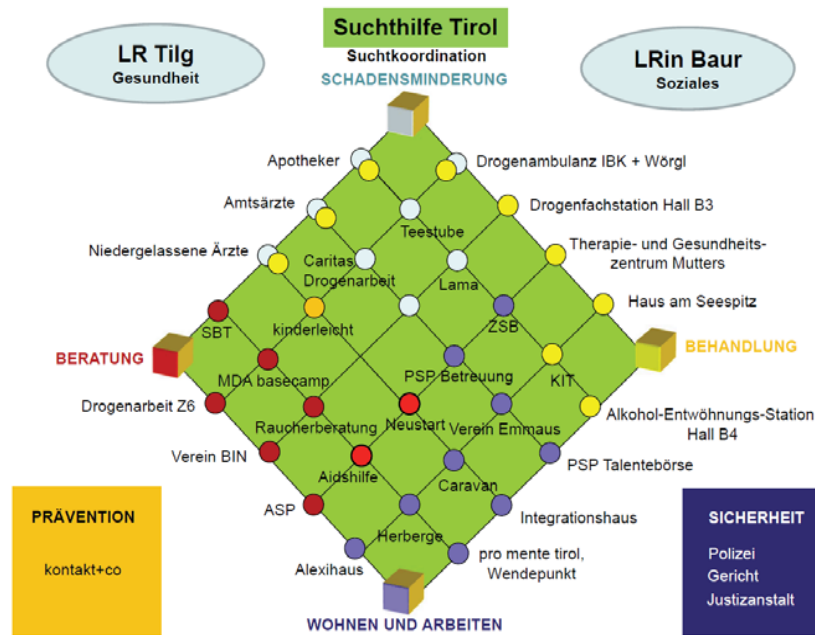 Suchthilfe Tirol
LR Tilg
Gesundheit
Suchtkoordination
LRin Baur
Soziales
SCHADENSMINDERUNG
Apotheker
Drogenambulanz IBK + Wörgl
Amtsärzte
Drogenfachstation Hall B3
Teestube
Niedergelassene Ärzte
Caritas
Drogenarbeit
Therapie- und Gesundheits-
zentrum Mutters
Lama
Haus am Seespitz
SBT
kinderleicht
ZSB
BERATUNG
BEHANDLUNG
MDA basecamp
PSP Betreuung
KIT
Drogenarbeit Z6
Raucherberatung
Neustart
Verein Emmaus
Alkohol-Entwöhnungs-Station
Hall B4
Verein BIN
Aidshilfe
Caravan
PSP Talentebörse
ASP
Herberge
Integrationshaus
Alexihaus
pro mente tirol,
Wendepunkt
WOHNEN UND ARBEITEN
PRÄVENTION
kontakt+co
SICHERHEIT
Polizei
Gericht
Justizanstalt